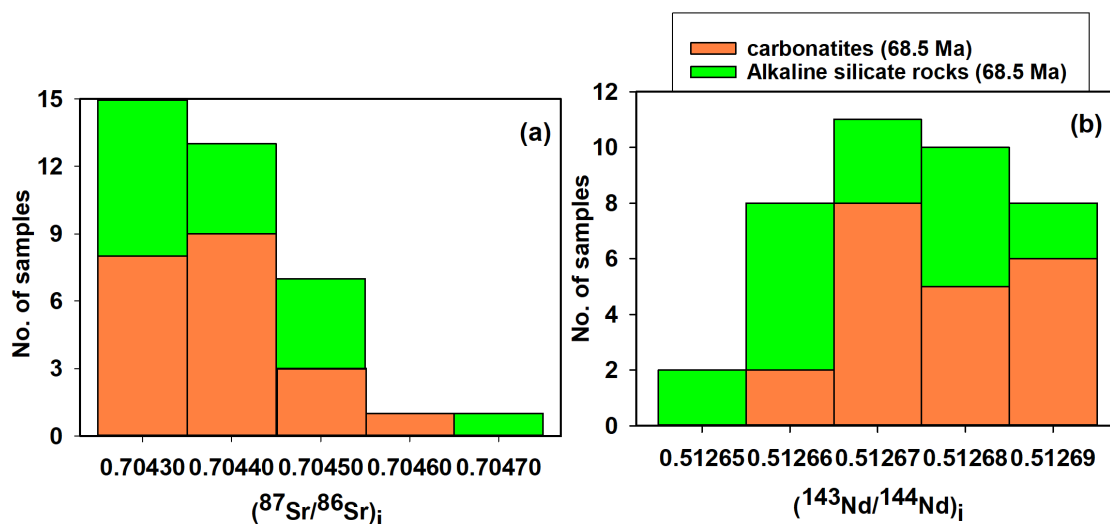 carbonatites (68.5 Ma)
Alkaline silicate rocks (68.5 Ma)
(a)
No. of samples
15
12
9
6
3
0
0.70430 0.70440 0.70450 0.70460 0.70470
(⁸⁷Sr/⁸⁶Sr)ᵢ
(b)
No. of samples
12
10
8
6
4
2
0
0.51265 0.51266 0.51267 0.51268 0.51269
(¹⁴³Nd/¹⁴⁴Nd)ᵢ